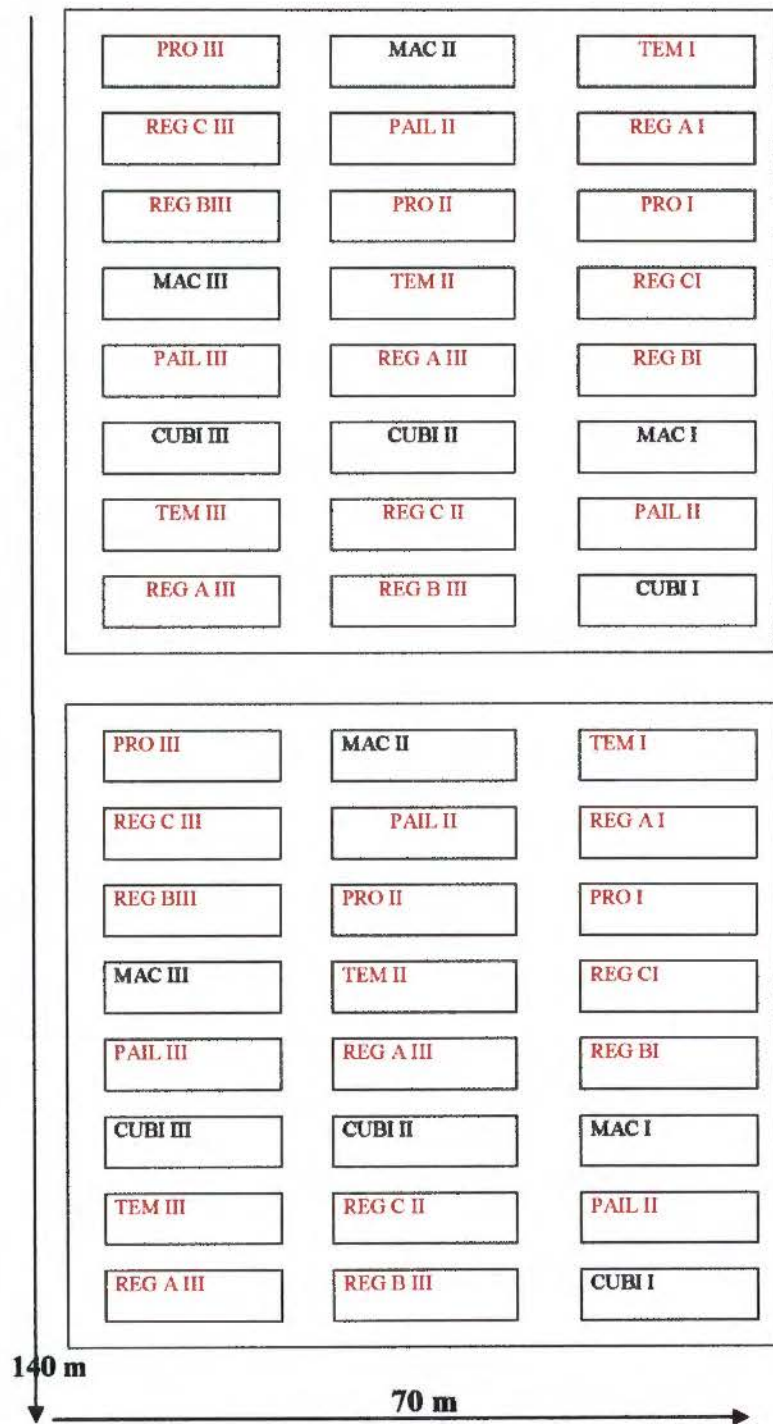 PRO III MAC II TEM I
REG C III PAIL II REG A I
REG BIII PRO II PRO I
MAC III TEM II REG CI
PAIL III REG A III REG BI
CUBI III CUBI II MAC I
TEM III REG C II PAIL II
REG A III REG B III CUBI I
PRO III MAC II TEM I
REG C III PAIL II REG A I
REG BIII PRO II PRO I
MAC III TEM II REG CI
PAIL III REG A III REG BI
CUBI III CUBI II MAC I
TEM III REG C II PAIL II
REG A III REG B III CUBI I
140 m
70 m